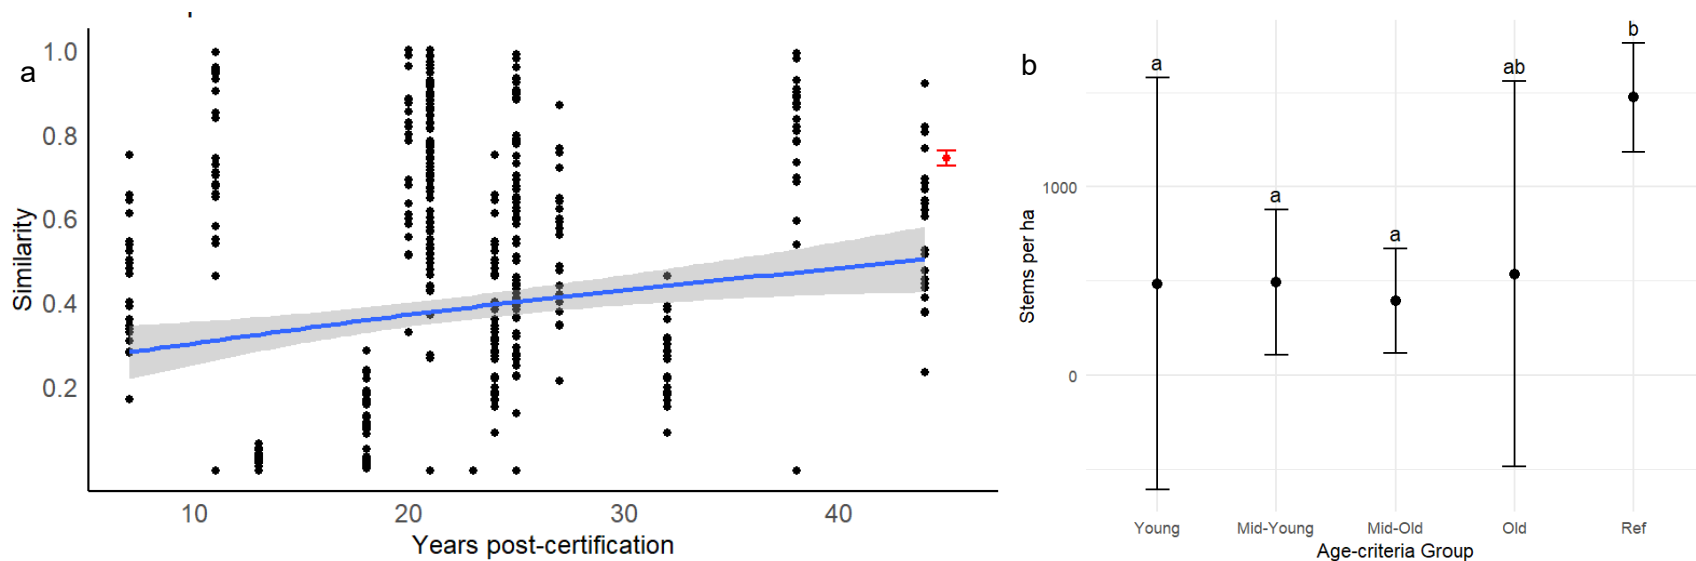 a
1.0
0.8
0.6
0.4
0.2
Similarity
10 20 30 40
Years post-certification
b
a a a ab b
1000
0
Stems per ha
Young Mid-Young Mid-Old Old Ref
Age-criteria Group